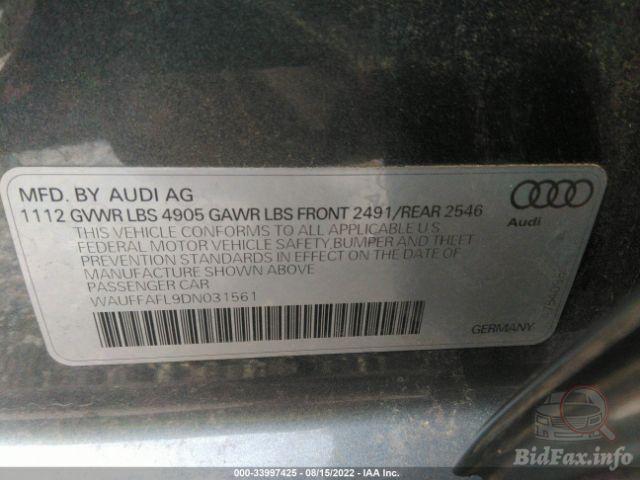 MFD. BY AUDI AG
1112 GVWR LBS 4905 GAWR LBS FRONT 2491/REAR 2546
THIS VEHICLE CONFORMS TO ALL APPLICABLE U.S
FEDERAL MOTOR VEHICLE SAFETY,BUMPER AND THEFT
PREVENTION STANDARDS IN EFFECT ON THE DATE OF
MANUFACTURE SHOWN ABOVE
PASSENGER CAR
WAUFFAFL9DN031561
Audi
GERMANY
000-33997425 - 08/15/2022 - IAA Inc.
BidFax.info